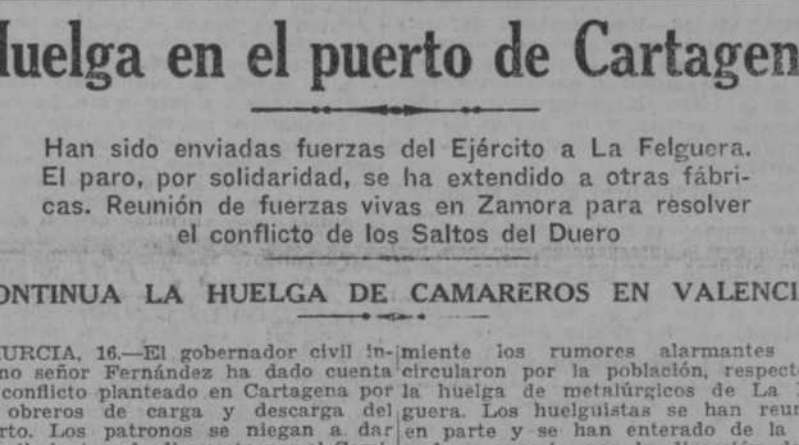 Huelga en el puerto de Cartagen
Han sido enviadas fuerzas del Ejército a La Felguera.
El paro, por solidaridad, se ha extendido a otras fábri-
cas. Reunión de fuerzas vivas en Zamora para resolver
el conflicto de los Saltos del Duero
ONTINUA LA HUELGA DE CAMAREROS EN VALENCI
MURCIA, 16.—El gobernador civil in-
no señor Fernández ha dado cuenta
conflicto planteado en Cartagena por
obreros de carga y descarga del
rto. Los patronos se niegan a dar
miente los rumores alarmantes
circularon por la población, respect
la huelga de metalúrgicos de La
guera. Los huelguistas se han reun
en parte y se han enterado de la